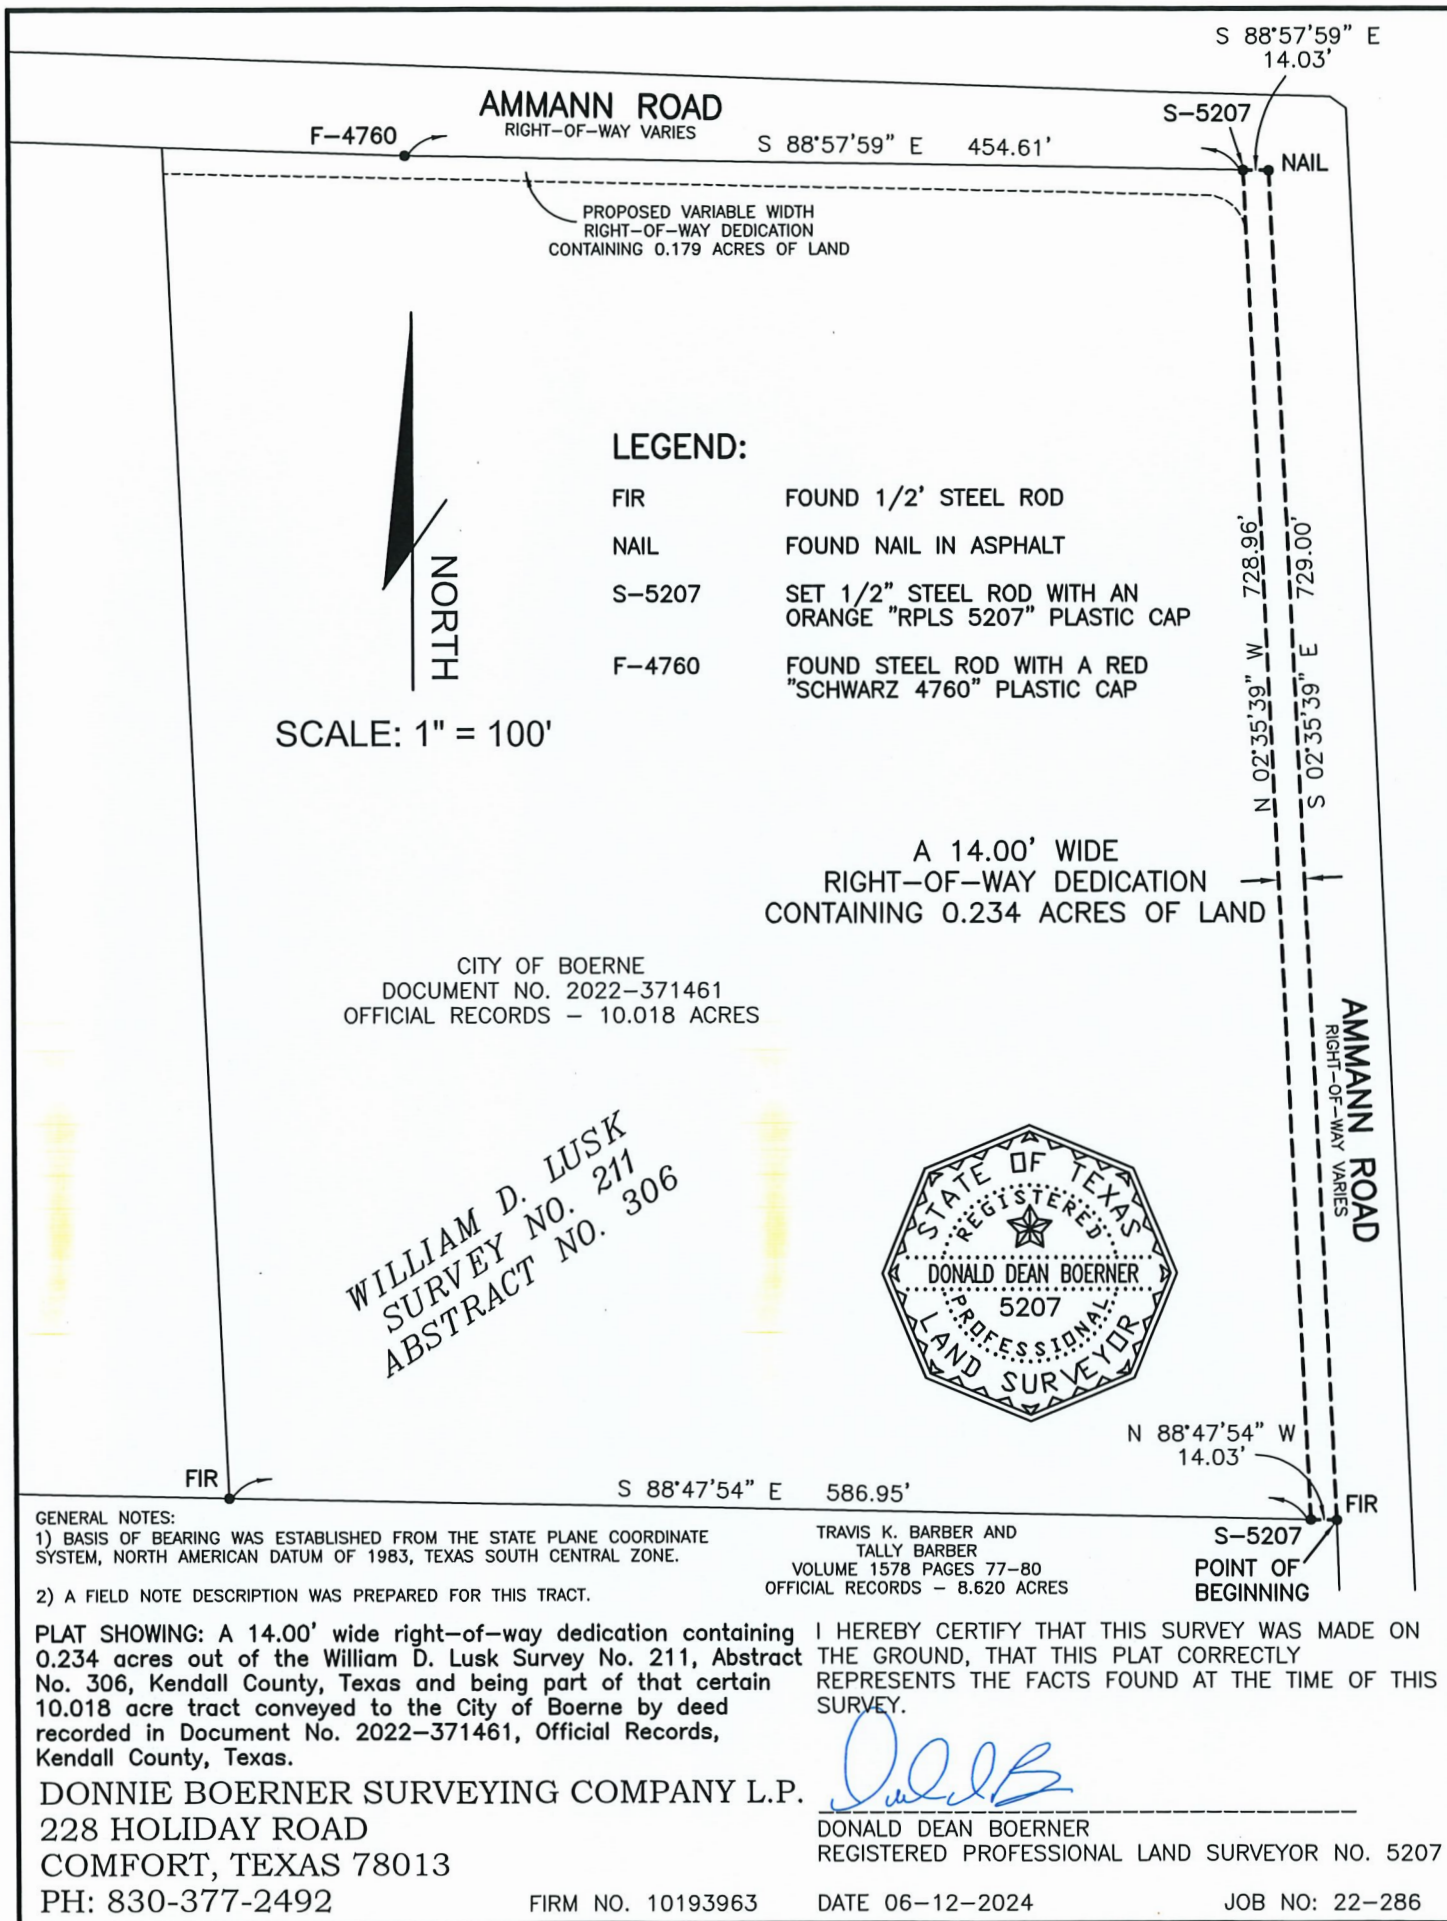 S 88°57'59" E
14.03'
AMMANN ROAD
RIGHT-OF-WAY VARIES
F-4760
S 88°57'59" E 454.61'
S-5207
NAIL
PROPOSED VARIABLE WIDTH
RIGHT-OF-WAY DEDICATION
CONTAINING 0.179 ACRES OF LAND
NORTH
SCALE: 1" = 100'
LEGEND:
FIR FOUND 1/2' STEEL ROD
NAIL FOUND NAIL IN ASPHALT
S-5207 SET 1/2" STEEL ROD WITH AN
ORANGE "RPLS 5207" PLASTIC CAP
F-4760 FOUND STEEL ROD WITH A RED
"SCHWARZ 4760" PLASTIC CAP
N 02°35'39" W 728.96'
S 02°35'39" E 729.00'
A 14.00' WIDE
RIGHT-OF-WAY DEDICATION
CONTAINING 0.234 ACRES OF LAND
CITY OF BOERNE
DOCUMENT NO. 2022-371461
OFFICIAL RECORDS - 10.018 ACRES
AMMANN ROAD
RIGHT-OF-WAY VARIES
WILLIAM D. LUSK
SURVEY NO. 211
ABSTRACT NO. 306
STATE OF TEXAS
REGISTERED
DONALD DEAN BOERNER
5207
PROFESSIONAL
LAND SURVEYOR
N 88°47'54" W
14.03'
FIR
S 88°47'54" E 586.95'
FIR
S-5207
POINT OF
BEGINNING
GENERAL NOTES:
1) BASIS OF BEARING WAS ESTABLISHED FROM THE STATE PLANE COORDINATE
SYSTEM, NORTH AMERICAN DATUM OF 1983, TEXAS SOUTH CENTRAL ZONE.
2) A FIELD NOTE DESCRIPTION WAS PREPARED FOR THIS TRACT.
TRAVIS K. BARBER AND
TALLY BARBER
VOLUME 1578 PAGES 77-80
OFFICIAL RECORDS - 8.620 ACRES
PLAT SHOWING: A 14.00' wide right-of-way dedication containing
0.234 acres out of the William D. Lusk Survey No. 211, Abstract
No. 306, Kendall County, Texas and being part of that certain
10.018 acre tract conveyed to the City of Boerne by deed
recorded in Document No. 2022-371461, Official Records,
Kendall County, Texas.
I HEREBY CERTIFY THAT THIS SURVEY WAS MADE ON
THE GROUND, THAT THIS PLAT CORRECTLY
REPRESENTS THE FACTS FOUND AT THE TIME OF THIS
SURVEY.
DONNIE BOERNER SURVEYING COMPANY L.P.
228 HOLIDAY ROAD
COMFORT, TEXAS 78013
PH: 830-377-2492
FIRM NO. 10193963
DONALD DEAN BOERNER
REGISTERED PROFESSIONAL LAND SURVEYOR NO. 5207
DATE 06-12-2024
JOB NO: 22-286